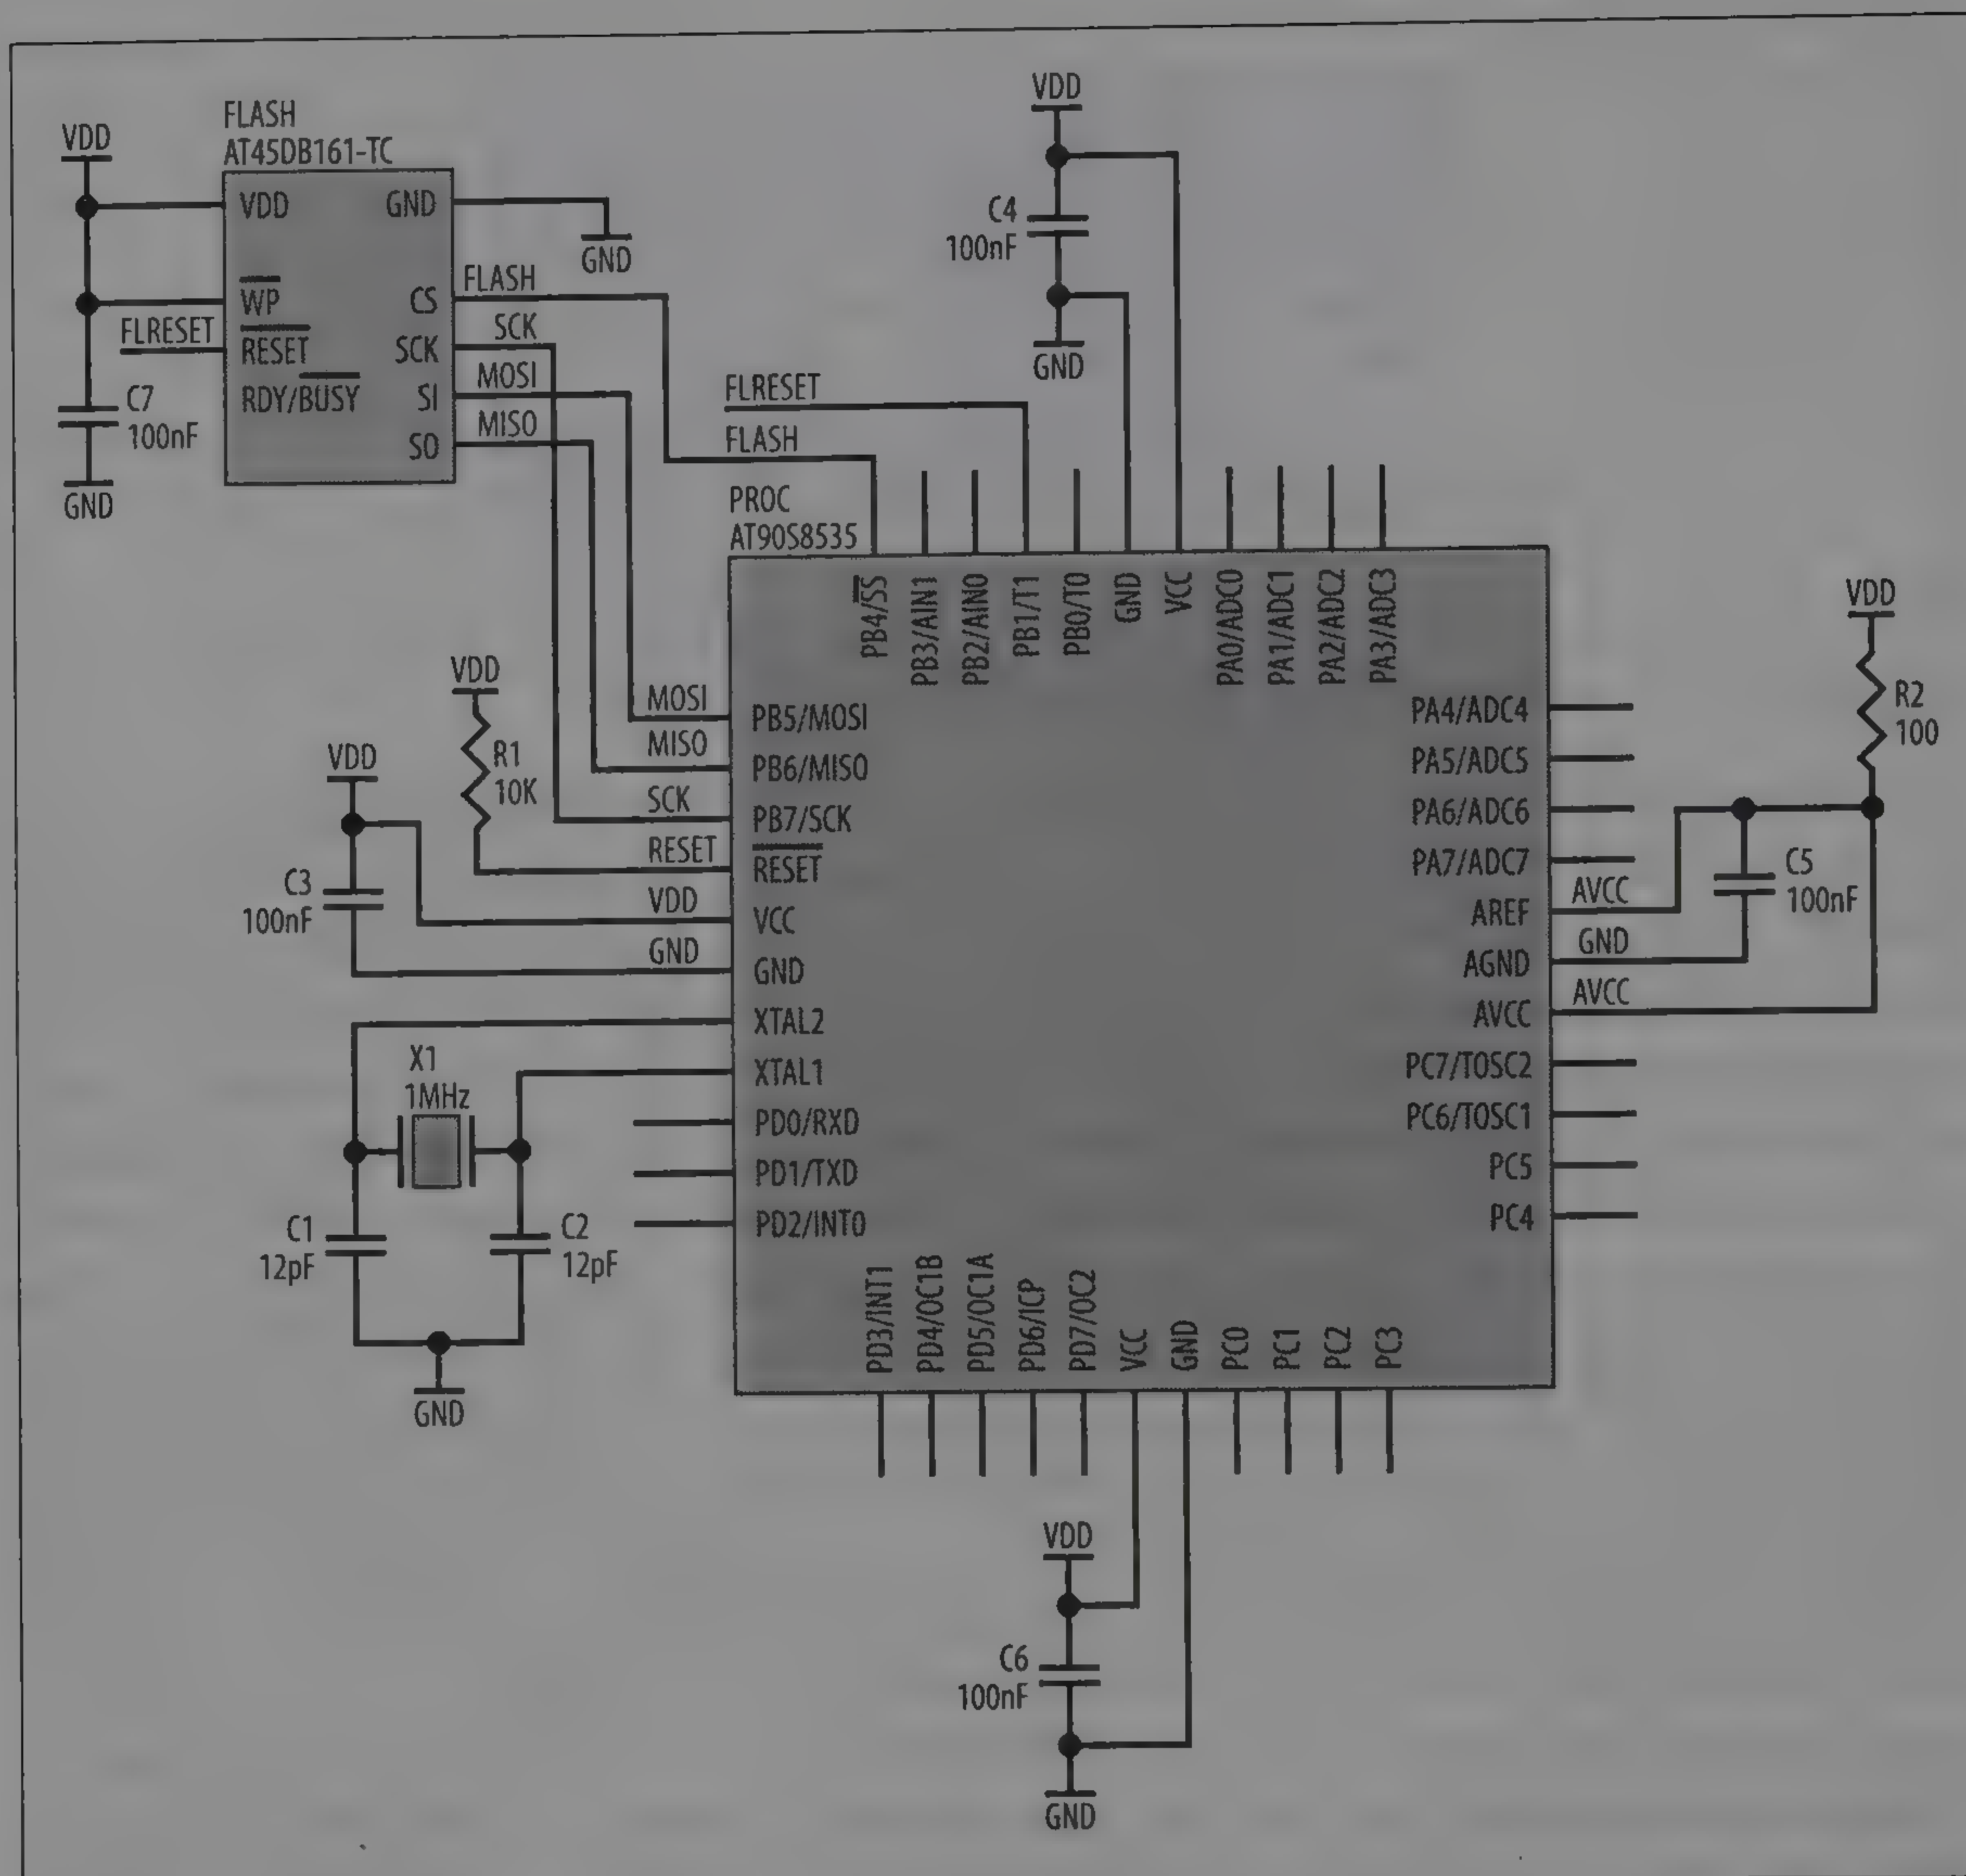 VDD
FLASH
AT45DB161-TC
VDD
GND
WP
CS
RESET
SCK
RDY/BUSY
SI
SO
FLRESET
C7
100nF
GND
GND
FLASH
SCK
MOSI
MISO
VDD
C4
100nF
GND
FLRESET
FLASH
PROC
AT90S8535
PB4/SS
PB3/AIN1
PB2/AIN0
PB1/T1
PB0/T0
GND
VCC
PA0/ADC0
PA1/ADC1
PA2/ADC2
PA3/ADC3
VDD
R1
10K
VDD
C3
100nF
MOSI
MISO
SCK
RESET
VDD
GND
PB5/MOSI
PB6/MISO
PB7/SCK
RESET
VCC
GND
XTAL2
XTAL1
PD0/RXD
PD1/TXD
PD2/INT0
X1
1MHz
C1
12pF
C2
12pF
GND
PA4/ADC4
PA5/ADC5
PA6/ADC6
PA7/ADC7
AREF
AGND
AVCC
PC7/TOSC2
PC6/TOSC1
PC5
PC4
AVCC
GND
AVCC
VDD
R2
100
C5
100nF
PD3/INT1
PD4/OC1B
PD5/OC1A
PD6/ICP
PD7/OC2
VCC
GND
PC0
PC1
PC2
PC3
VDD
C6
100nF
GND